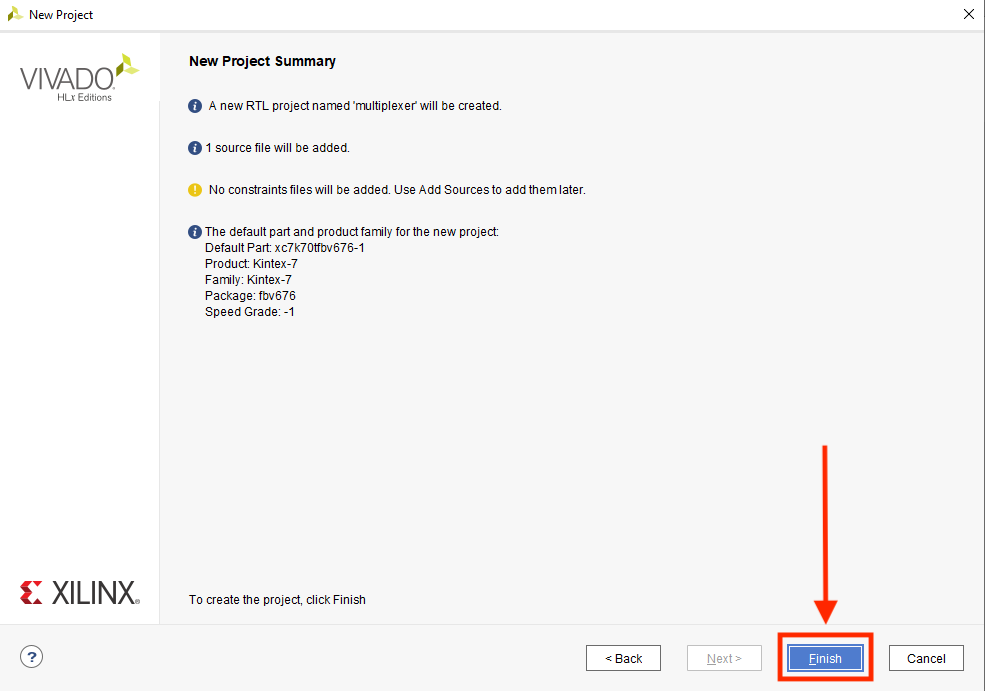 New Project
VIVADO
HLx Editions
New Project Summary
A new RTL project named 'multiplexer' will be created.
1 source file will be added.
No constraints files will be added. Use Add Sources to add them later.
The default part and product family for the new project:
Default Part: xc7k70tfbv676-1
Product: Kintex-7
Family: Kintex-7
Package: fbv676
Speed Grade: -1
XILINX
To create the project, click Finish
?
< Back
Next >
Finish
Cancel